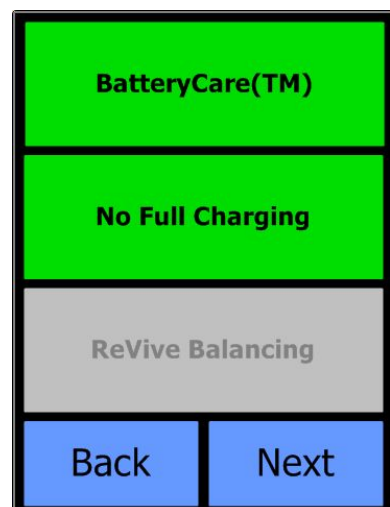 BatteryCare(TM)
No Full Charging
ReVive Balancing
Back Next